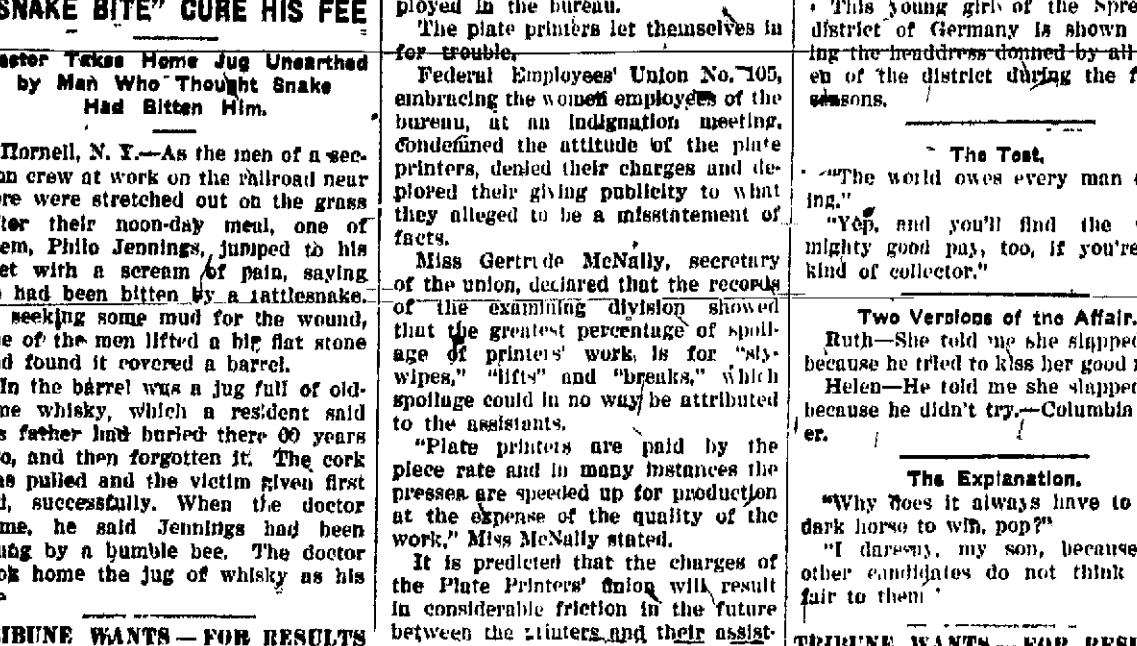 SNAKE BITE" CURE HIS FEE
Takes Home Jug Unearthed
by Man Who Thought Snake
Had Bitten Him.
Hornell, N. Y.—As the men of a sec-
crew at work on the railroad near
were stretched out on the grass
their noon-day meal, one of
Philo Jennings, jumped to his
with a scream of pain, saying
had been bitten by a rattlesnake.
seeking some mud for the wound,
of the men lifted a big flat stone
found it covered a barrel.
In the barrel was a jug full of old-
whisky, which a resident said
father had buried there 60 years
and then forgotten it. The cork
pulled and the victim given first
successfully. When the doctor
he said Jennings had been
by a bumble bee. The doctor
home the jug of whisky as his
WANTS — FOR RESULTS
ployed in the bureau.
The plate printers let themselves in
for trouble.
Federal Employees' Union No. 105,
embracing the women employees of the
bureau, at an indignation meeting,
condemned the attitude of the plate
printers, denied their charges and de-
plored their giving publicity to what
they alleged to be a misstatement of
facts.
Miss Gertrude McNally, secretary
of the union, declared that the records
of the examining division showed
that the greatest percentage of spoil-
age of printers' work, is for "sly-
wipes," "lifts" and "breaks," which
spoilage could in no way be attributed
to the assistants.
"Plate printers are paid by the
piece rate and in many instances the
presses are speeded up for production
at the expense of the quality of the
work," Miss McNally stated.
It is predicted that the charges of
the Plate Printers' Union will result
in considerable friction in the future
between the printers and their assist-
This young girl of the
district of Germany is shown
ing the headdress donned by all
en of the district during the
seasons.
The Test.
"The world owes every man
ing."
"Yep, and you'll find the
mighty good pay, too, if you're
kind of collector."
Two Versions of the Affair.
Ruth—She told me she slapped
because he tried to kiss her good
Helen—He told me she slapped
because he didn't try.—Columbia
er.
The Explanation.
"Why does it always have to
dark horse to win, pop?"
"I daresay, my son, because
other candidates do not think
fair to them
TRIBUNE WANTS — FOR